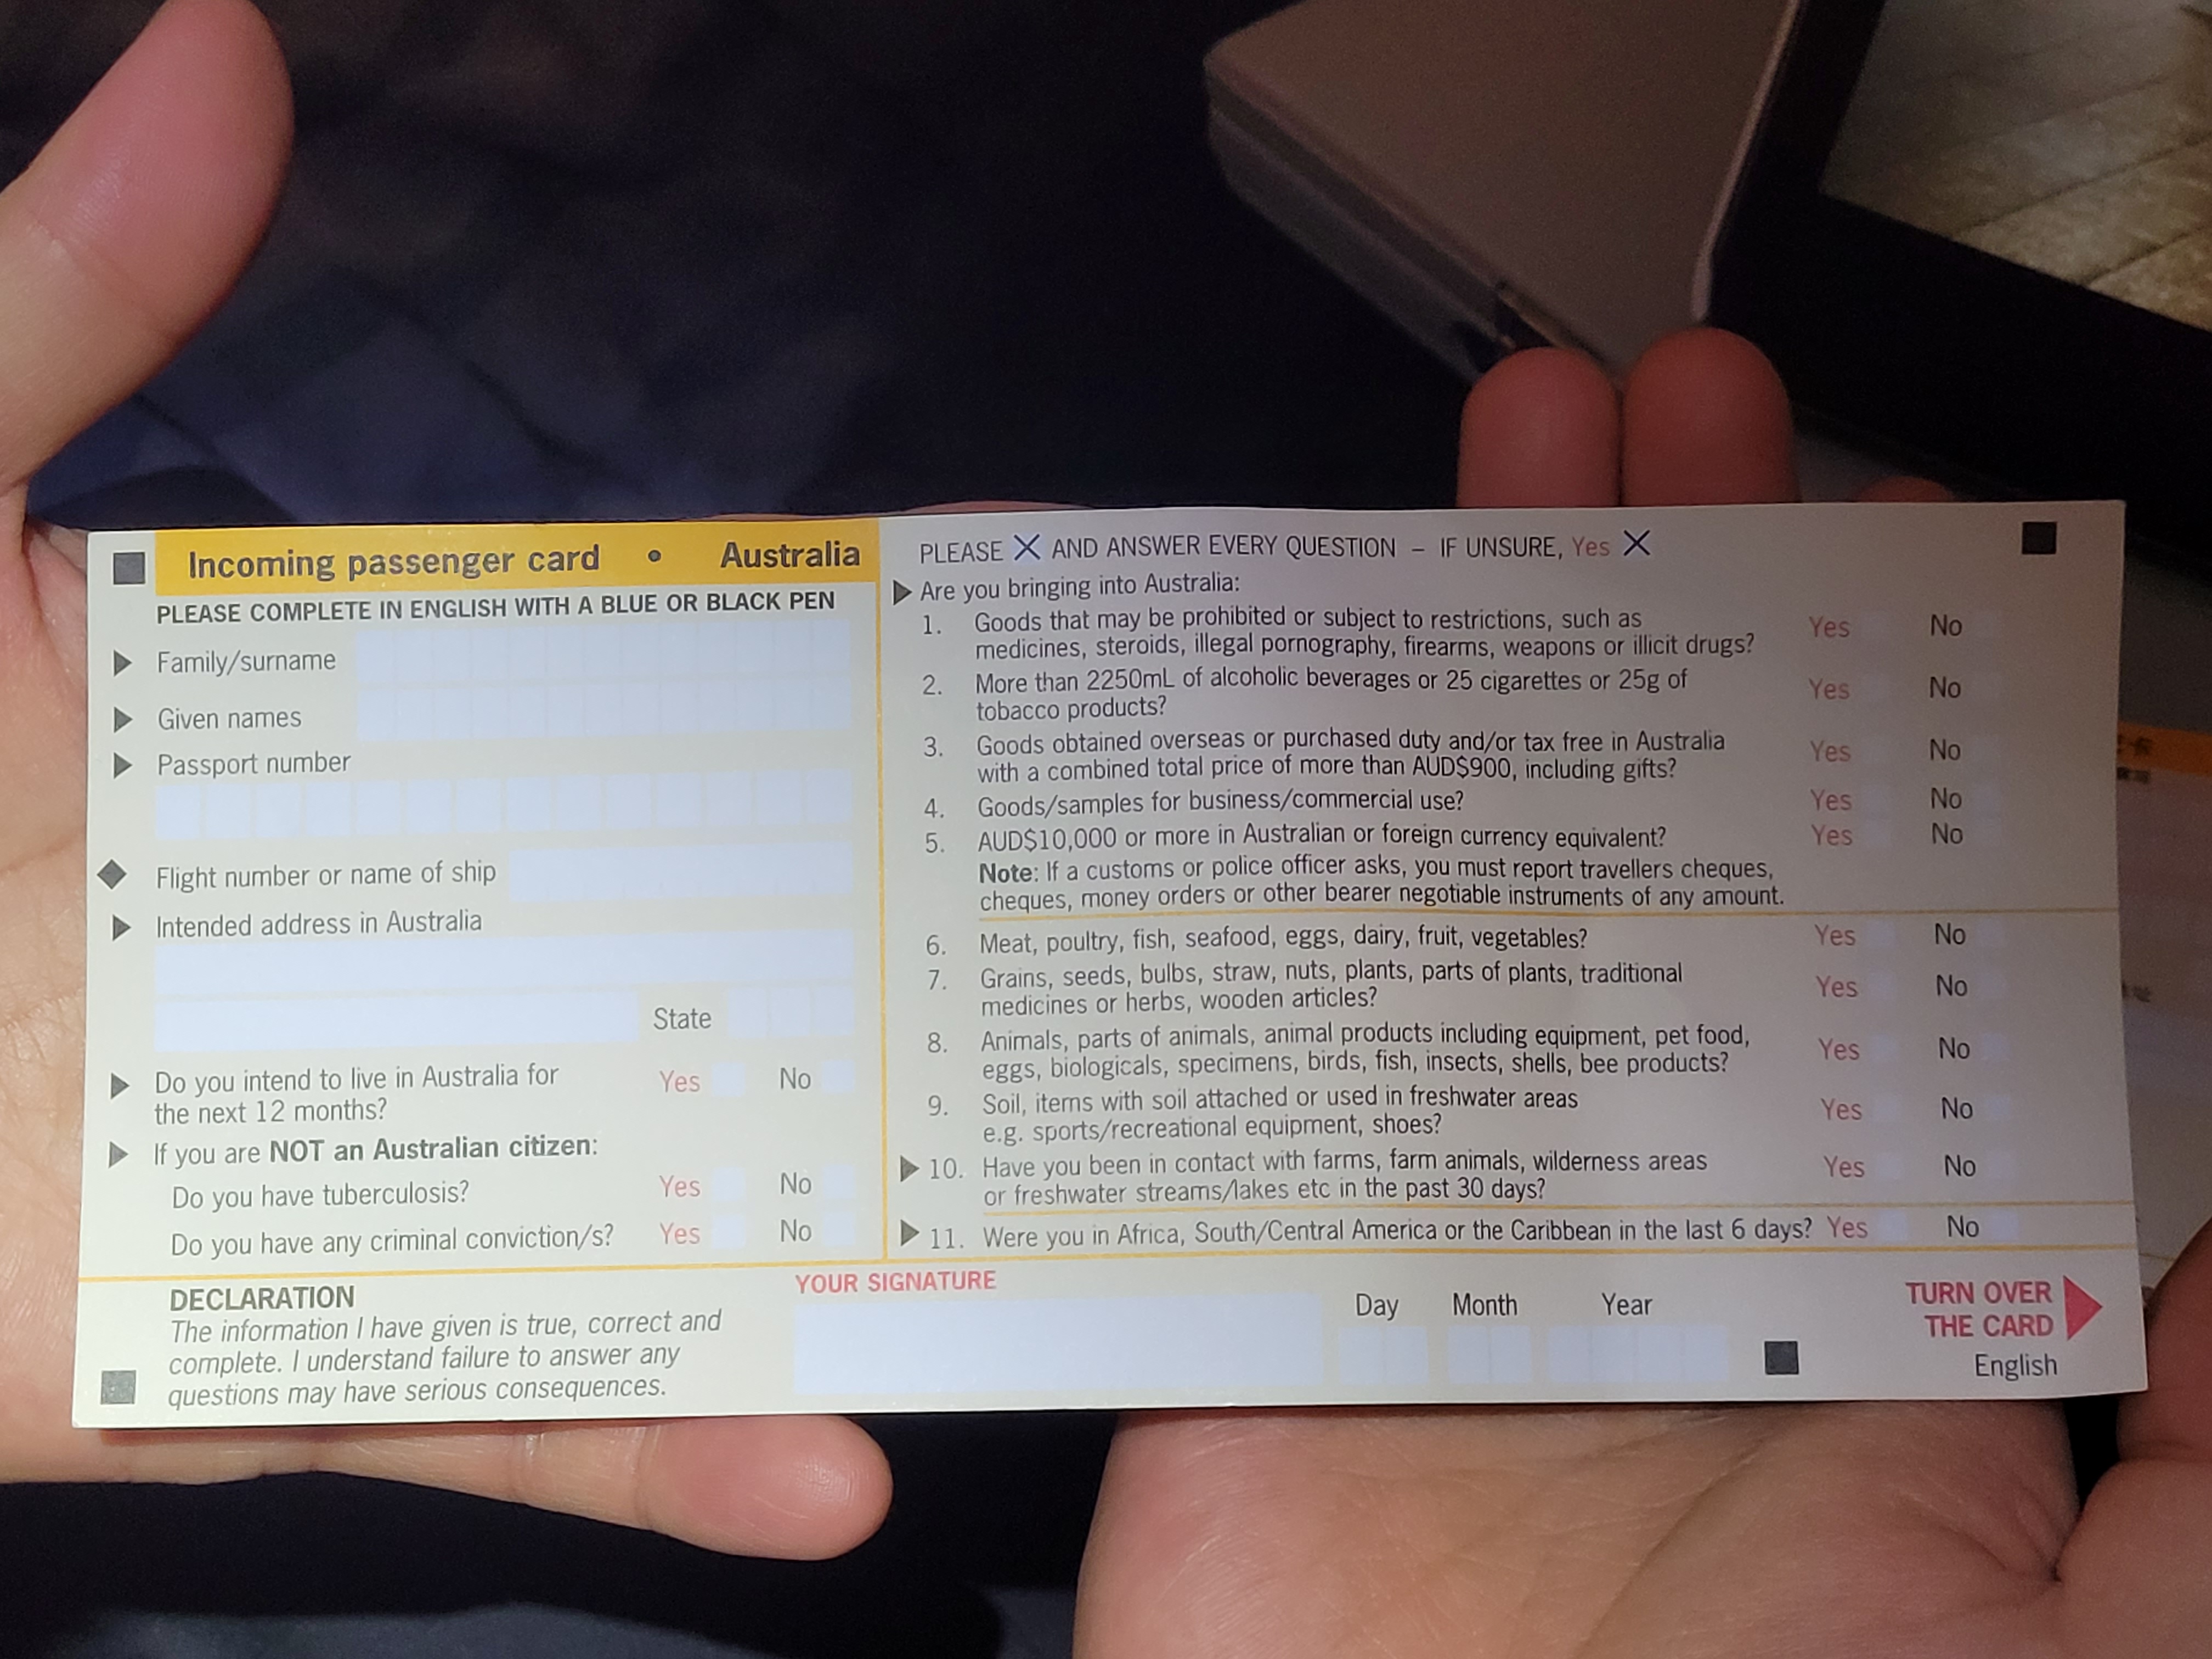 Incoming passenger card • Australia
PLEASE COMPLETE IN ENGLISH WITH A BLUE OR BLACK PEN
Family/surname
Given names
Passport number
Flight number or name of ship
Intended address in Australia
State
Do you intend to live in Australia for
the next 12 months? Yes No
If you are NOT an Australian citizen:
Do you have tuberculosis? Yes No
Do you have any criminal conviction/s? Yes No
PLEASE X AND ANSWER EVERY QUESTION – IF UNSURE, Yes X
Are you bringing into Australia:
1. Goods that may be prohibited or subject to restrictions, such as
medicines, steroids, illegal pornography, firearms, weapons or illicit drugs? Yes No
2. More than 2250mL of alcoholic beverages or 25 cigarettes or 25g of
tobacco products? Yes No
3. Goods obtained overseas or purchased duty and/or tax free in Australia
with a combined total price of more than AUD$900, including gifts? Yes No
4. Goods/samples for business/commercial use? Yes No
5. AUD$10,000 or more in Australian or foreign currency equivalent? Yes No
Note: If a customs or police officer asks, you must report travellers cheques,
cheques, money orders or other bearer negotiable instruments of any amount.
6. Meat, poultry, fish, seafood, eggs, dairy, fruit, vegetables? Yes No
7. Grains, seeds, bulbs, straw, nuts, plants, parts of plants, traditional
medicines or herbs, wooden articles? Yes No
8. Animals, parts of animals, animal products including equipment, pet food,
eggs, biologicals, specimens, birds, fish, insects, shells, bee products? Yes No
9. Soil, items with soil attached or used in freshwater areas
e.g. sports/recreational equipment, shoes? Yes No
10. Have you been in contact with farms, farm animals, wilderness areas
or freshwater streams/lakes etc in the past 30 days? Yes No
11. Were you in Africa, South/Central America or the Caribbean in the last 6 days? Yes No
DECLARATION
The information I have given is true, correct and
complete. I understand failure to answer any
questions may have serious consequences.
YOUR SIGNATURE
Day Month Year
TURN OVER
THE CARD
English